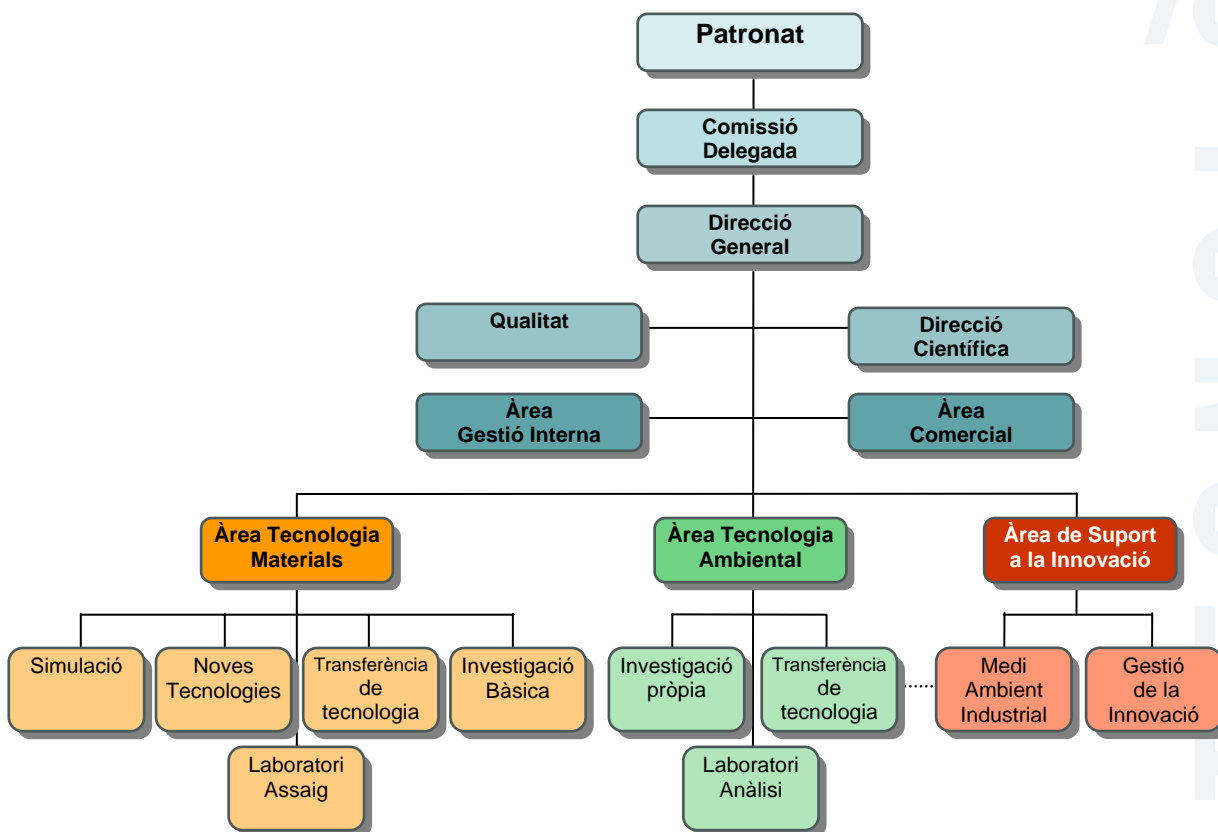 Patronat
Comissió
Delegada
Direcció
General
Qualitat
Direcció
Científica
Àrea
Gestió Interna
Àrea
Comercial
Àrea Tecnologia
Materials
Àrea Tecnologia
Ambiental
Àrea de Suport
a la Innovació
Simulació
Noves
Tecnologies
Transferència
de
tecnologia
Investigació
Bàsica
Laboratori
Assaig
Investigació
pròpia
Transferència
de
tecnologia
Laboratori
Anàlisi
Medi
Ambient
Industrial
Gestió
de la
Innovació